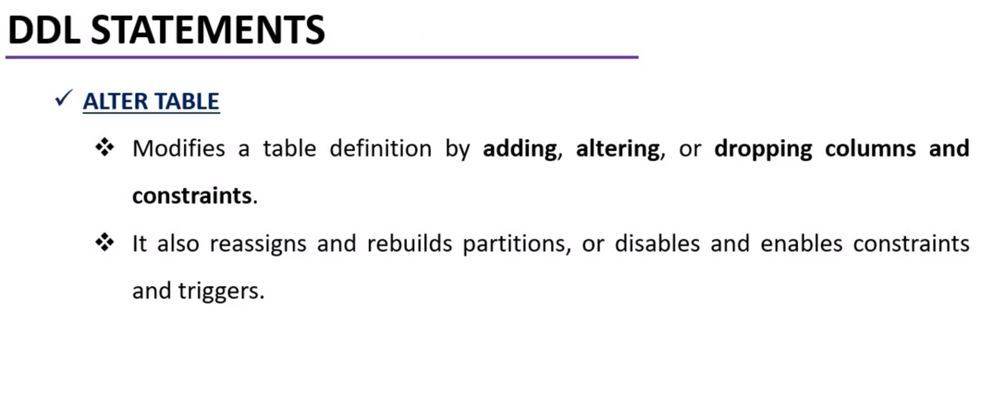 DDL STATEMENTS
✓ ALTER TABLE
❖ Modifies a table definition by adding, altering, or dropping columns and
constraints.
❖ It also reassigns and rebuilds partitions, or disables and enables constraints
and triggers.